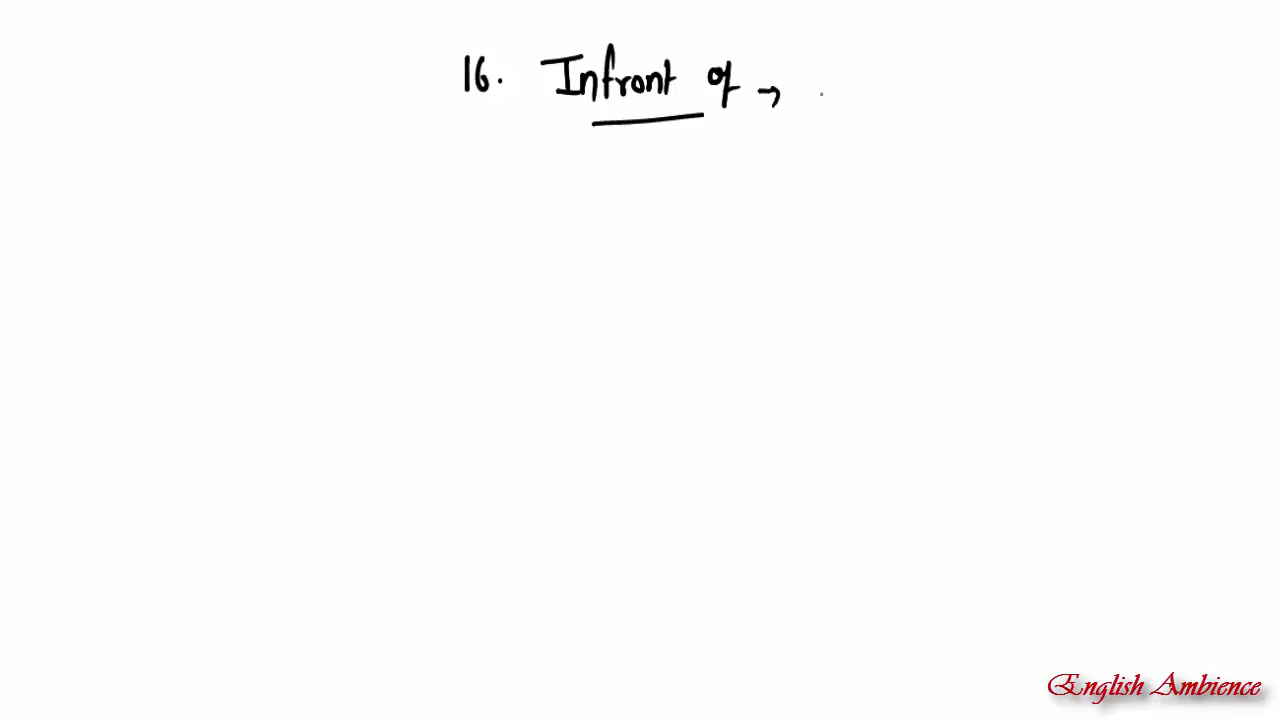 16. Infront of →
English Ambience